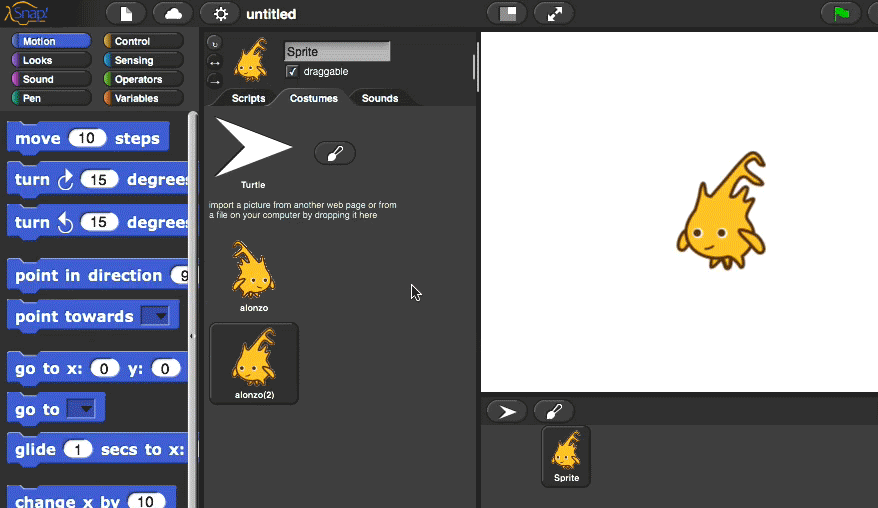 Snap!
untitled
Motion
Control
Looks
Sensing
Sound
Operators
Pen
Variables
move 10 steps
turn 15 degrees
turn 15 degrees
point in direction 9
point towards
go to x: 0 y: 0
go to
glide 1 secs to x:
change x by 10
Sprite
draggable
Scripts
Costumes
Sounds
Turtle
import a picture from another web page or from
a file on your computer by dropping it here
alonzo
alonzo(2)
Sprite